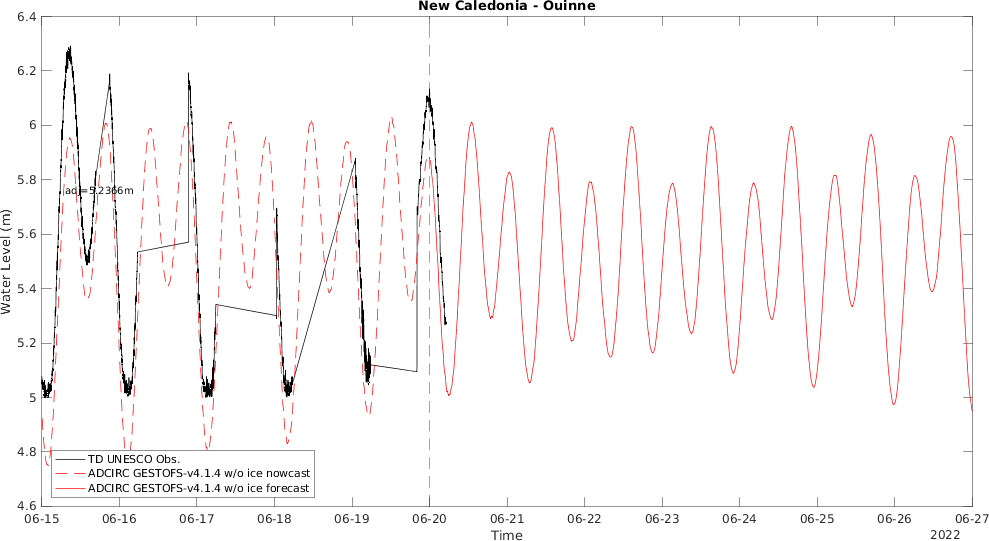 New Caledonia - Ouinne
6.4
6.2
6
5.8
5.6
5.4
5.2
5
4.8
4.6
Water Level (m)
adj=5.2366m
TD UNESCO Obs.
ADCIRC GESTOFS-v4.1.4 w/o ice nowcast
ADCIRC GESTOFS-v4.1.4 w/o ice forecast
06-15 06-16 06-17 06-18 06-19 06-20 06-21 06-22 06-23 06-24 06-25 06-26 06-27
Time
2022